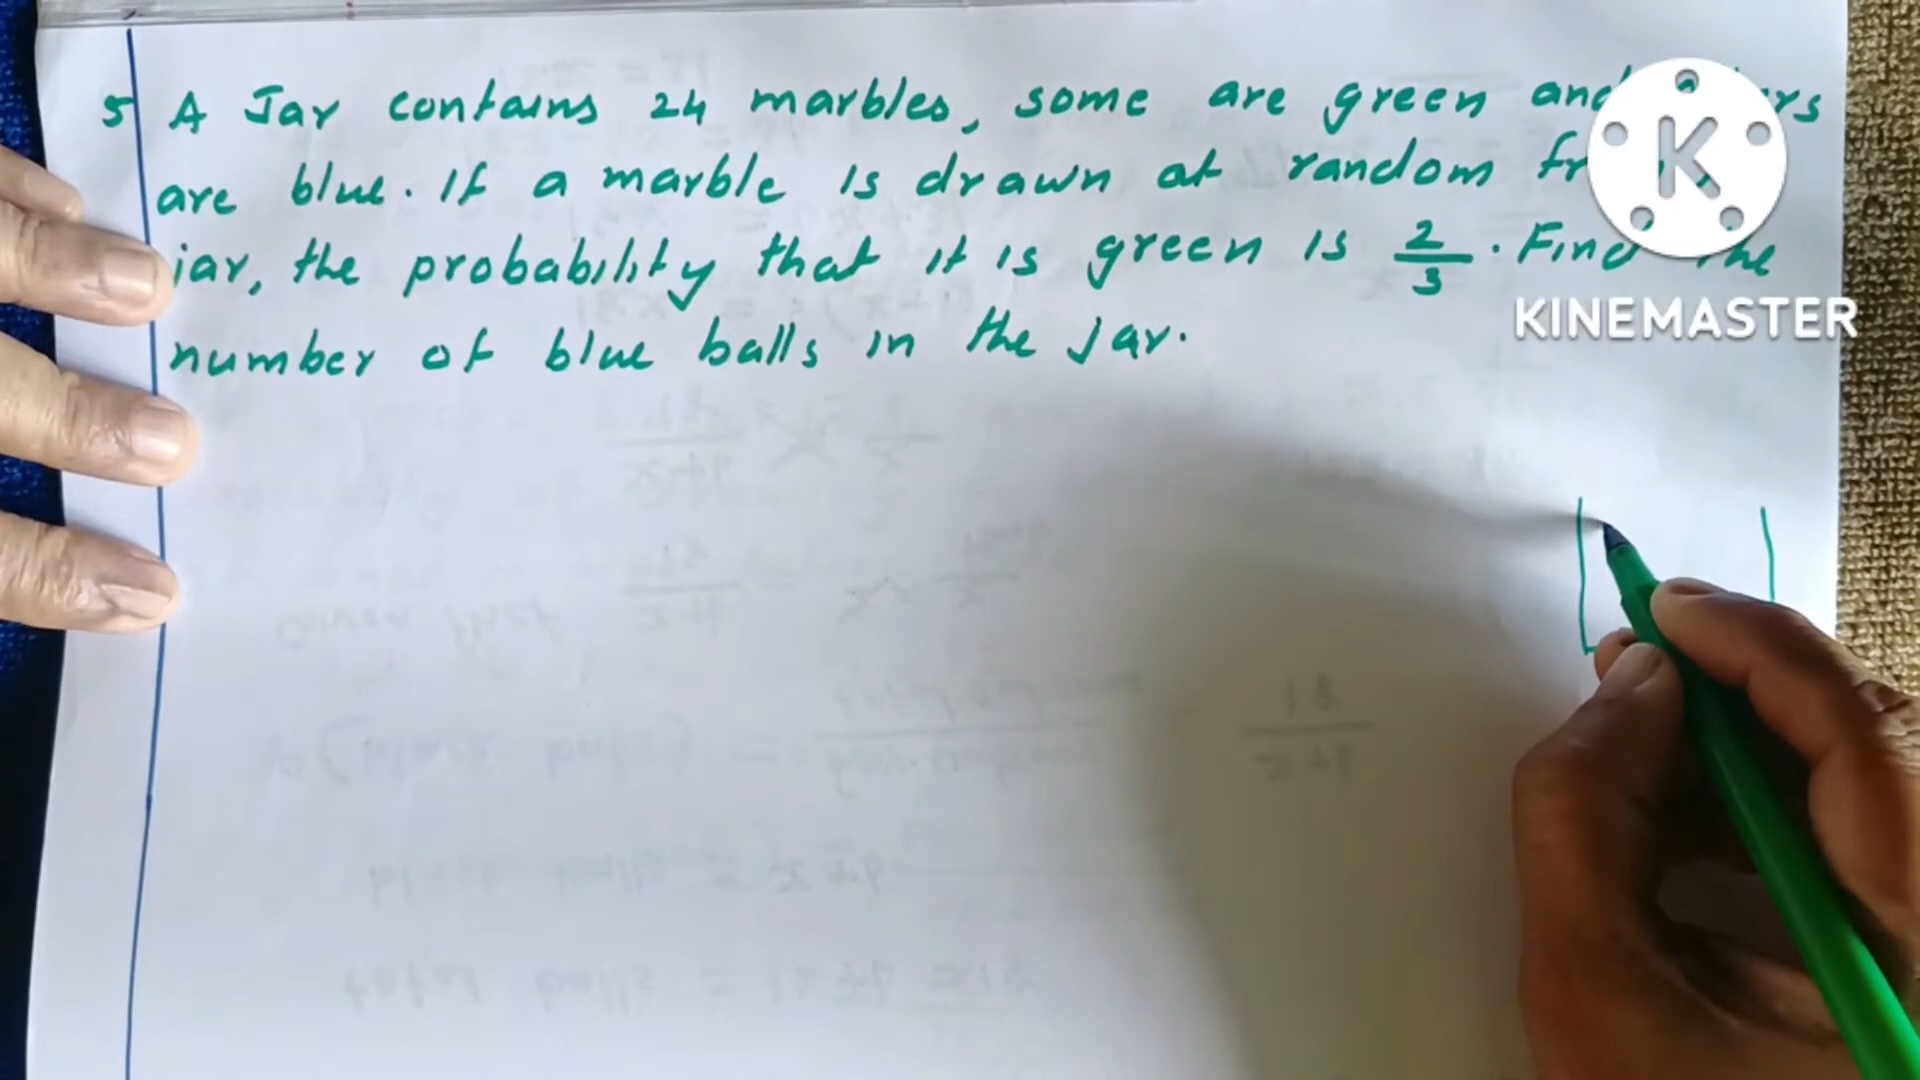 5 A Jar contains 24 marbles, some are green and
are blue. If a marble is drawn at random
jar, the probability that it is green is 2/3. Find the
number of blue balls in the jar.
K
KINEMASTER